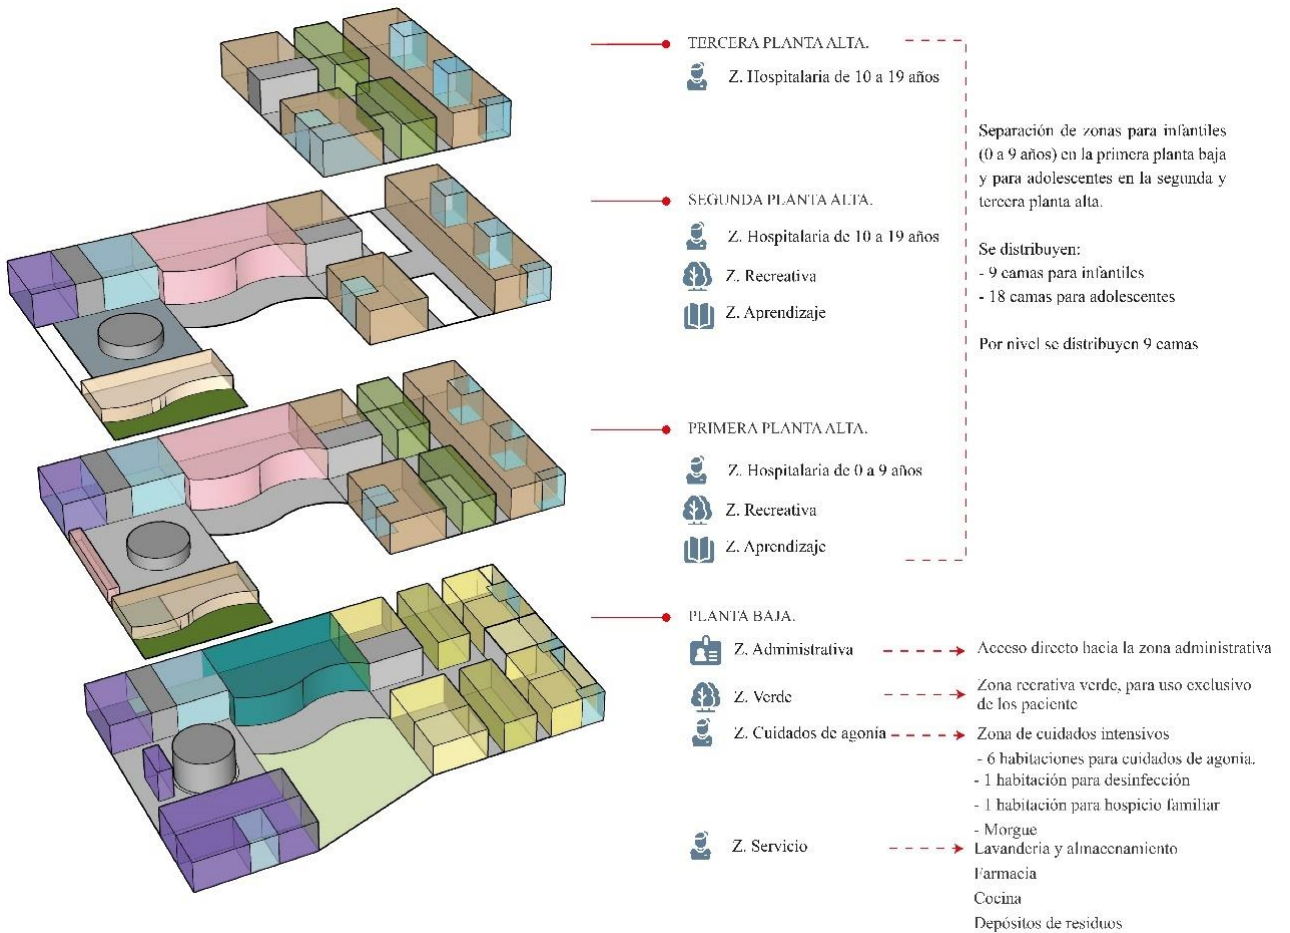 TERCERA PLANTA ALTA.
Z. Hospitalaria de 10 a 19 años
Separación de zonas para infantiles
(0 a 9 años) en la primera planta baja
y para adolescentes en la segunda y
tercera planta alta.
Se distribuyen:
- 9 camas para infantiles
- 18 camas para adolescentes
Por nivel se distribuyen 9 camas
SEGUNDA PLANTA ALTA.
Z. Hospitalaria de 10 a 19 años
Z. Recreativa
Z. Aprendizaje
PRIMERA PLANTA ALTA.
Z. Hospitalaria de 0 a 9 años
Z. Recreativa
Z. Aprendizaje
PLANTA BAJA.
Z. Administrativa
Acceso directo hacia la zona administrativa
Z. Verde
Zona recrativa verde, para uso exclusivo
de los paciente
Z. Cuidados de agonía
Zona de cuidados intensivos
- 6 habitaciones para cuidados de agonia.
- 1 habitación para desinfección
- 1 habitación para hospicio familiar
- Morgue
Z. Servicio
Lavanderia y almacenamiento
Farmacia
Cocina
Depósitos de residuos